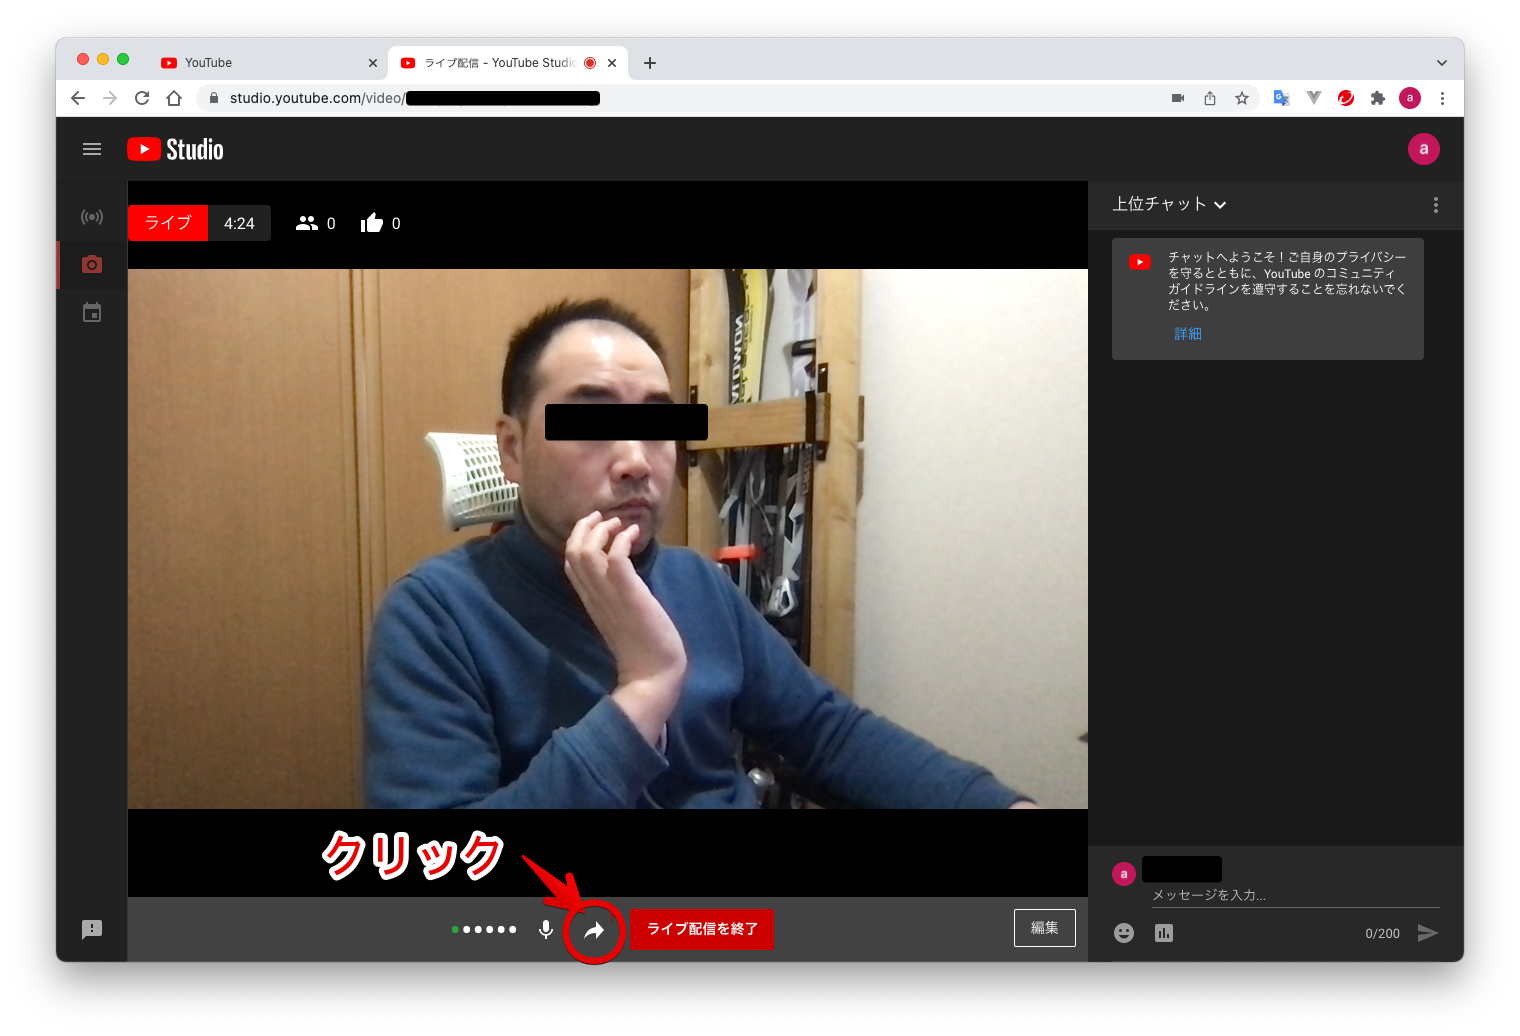 YouTube
ライブ配信 - YouTube Studio
studio.youtube.com/video/
a
Studio
a
ライブ 4:24 0 0
上位チャット
チャットへようこそ！ご自身のプライバシー
を守るとともに、YouTube のコミュニティ
ガイドラインを遵守することを忘れないでく
ださい。
詳細
クリック
a
メッセージを入力...
ライブ配信を終了
編集
0/200